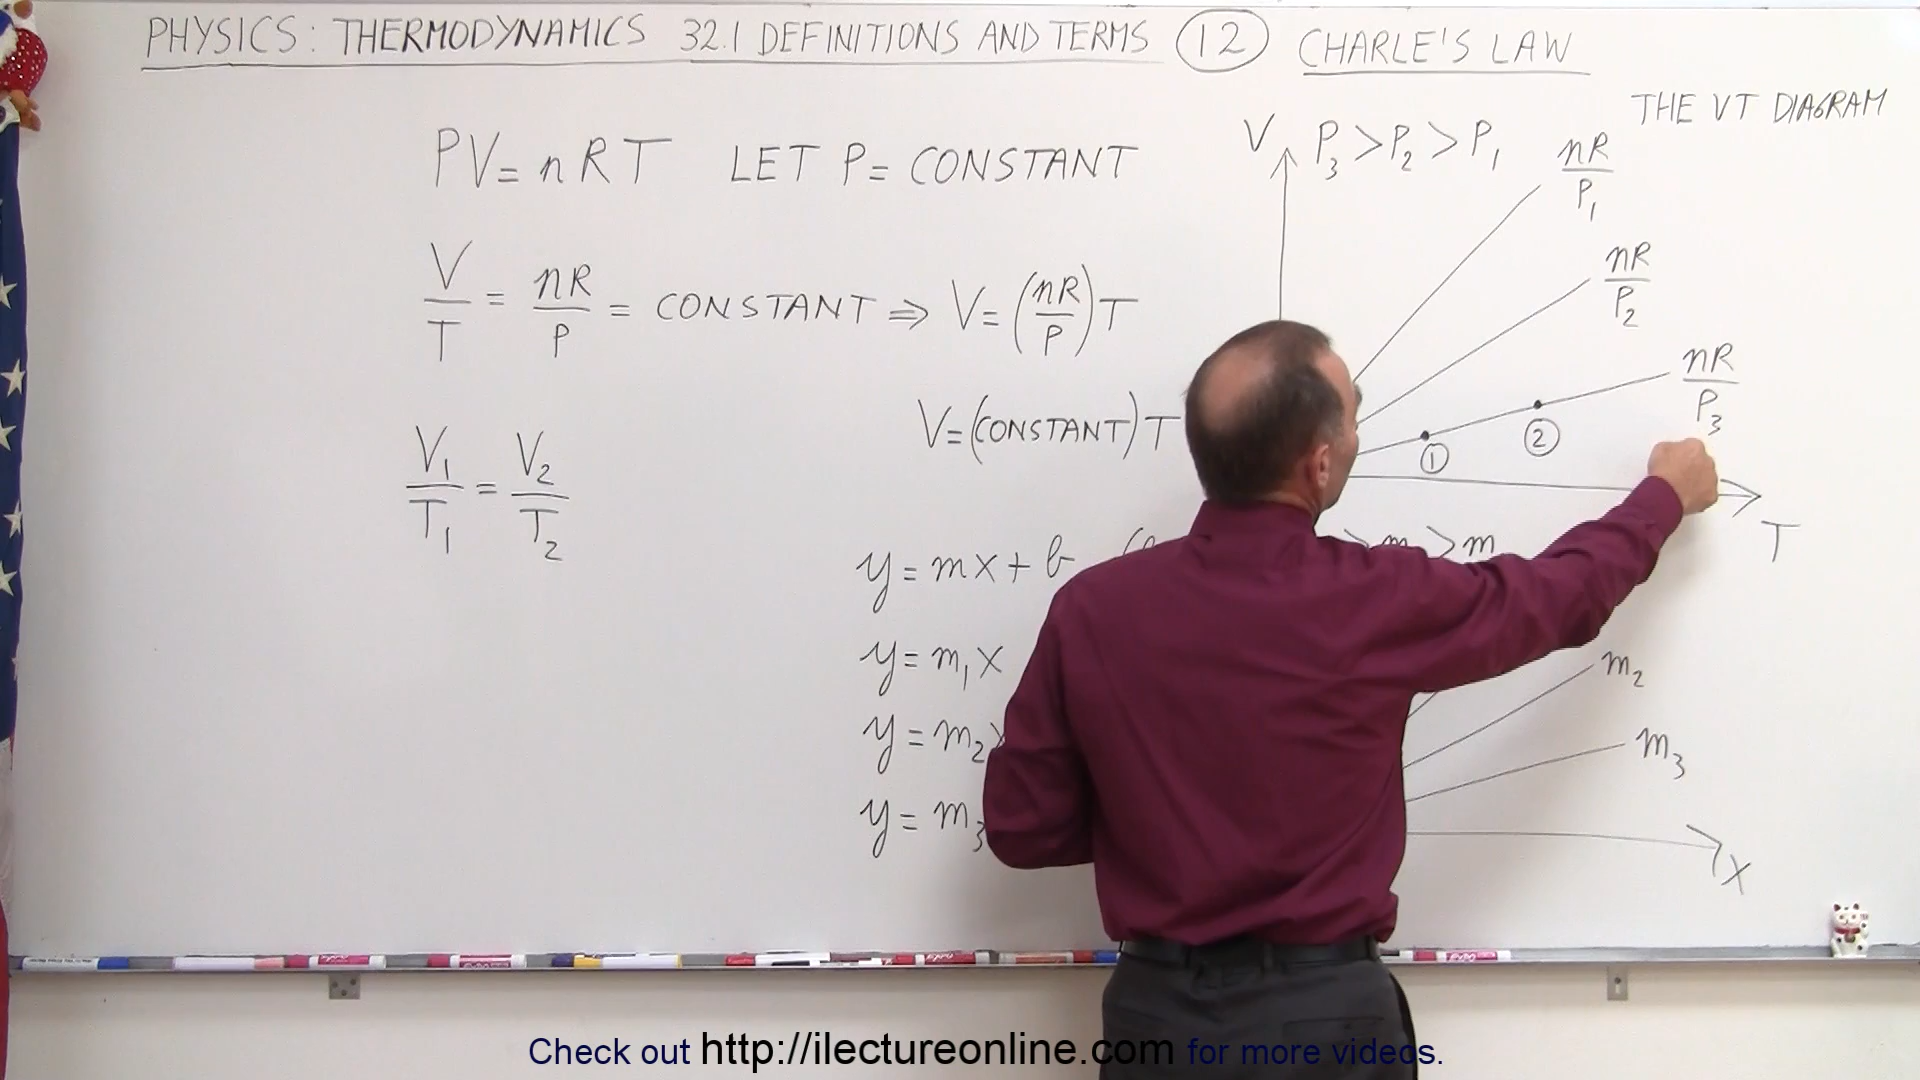 PHYSICS: THERMODYNAMICS 32.1 DEFINITIONS AND TERMS 12 CHARLE'S LAW
THE VT DIAGRAM
PV = nRT LET P = CONSTANT
V/T = nR/P = CONSTANT ⇒ V = (nR/P)T
V = (CONSTANT)T
V₁/T₁ = V₂/T₂
y = mx + b
y = m₁x
y = m₂x
y = m₃
V P₃ > P₂ > P₁
nR/P₁
nR/P₂
nR/P₃
① ②
T
> m > m
m₂
m₃
X
Check out http://ilectureonline.com for more videos.